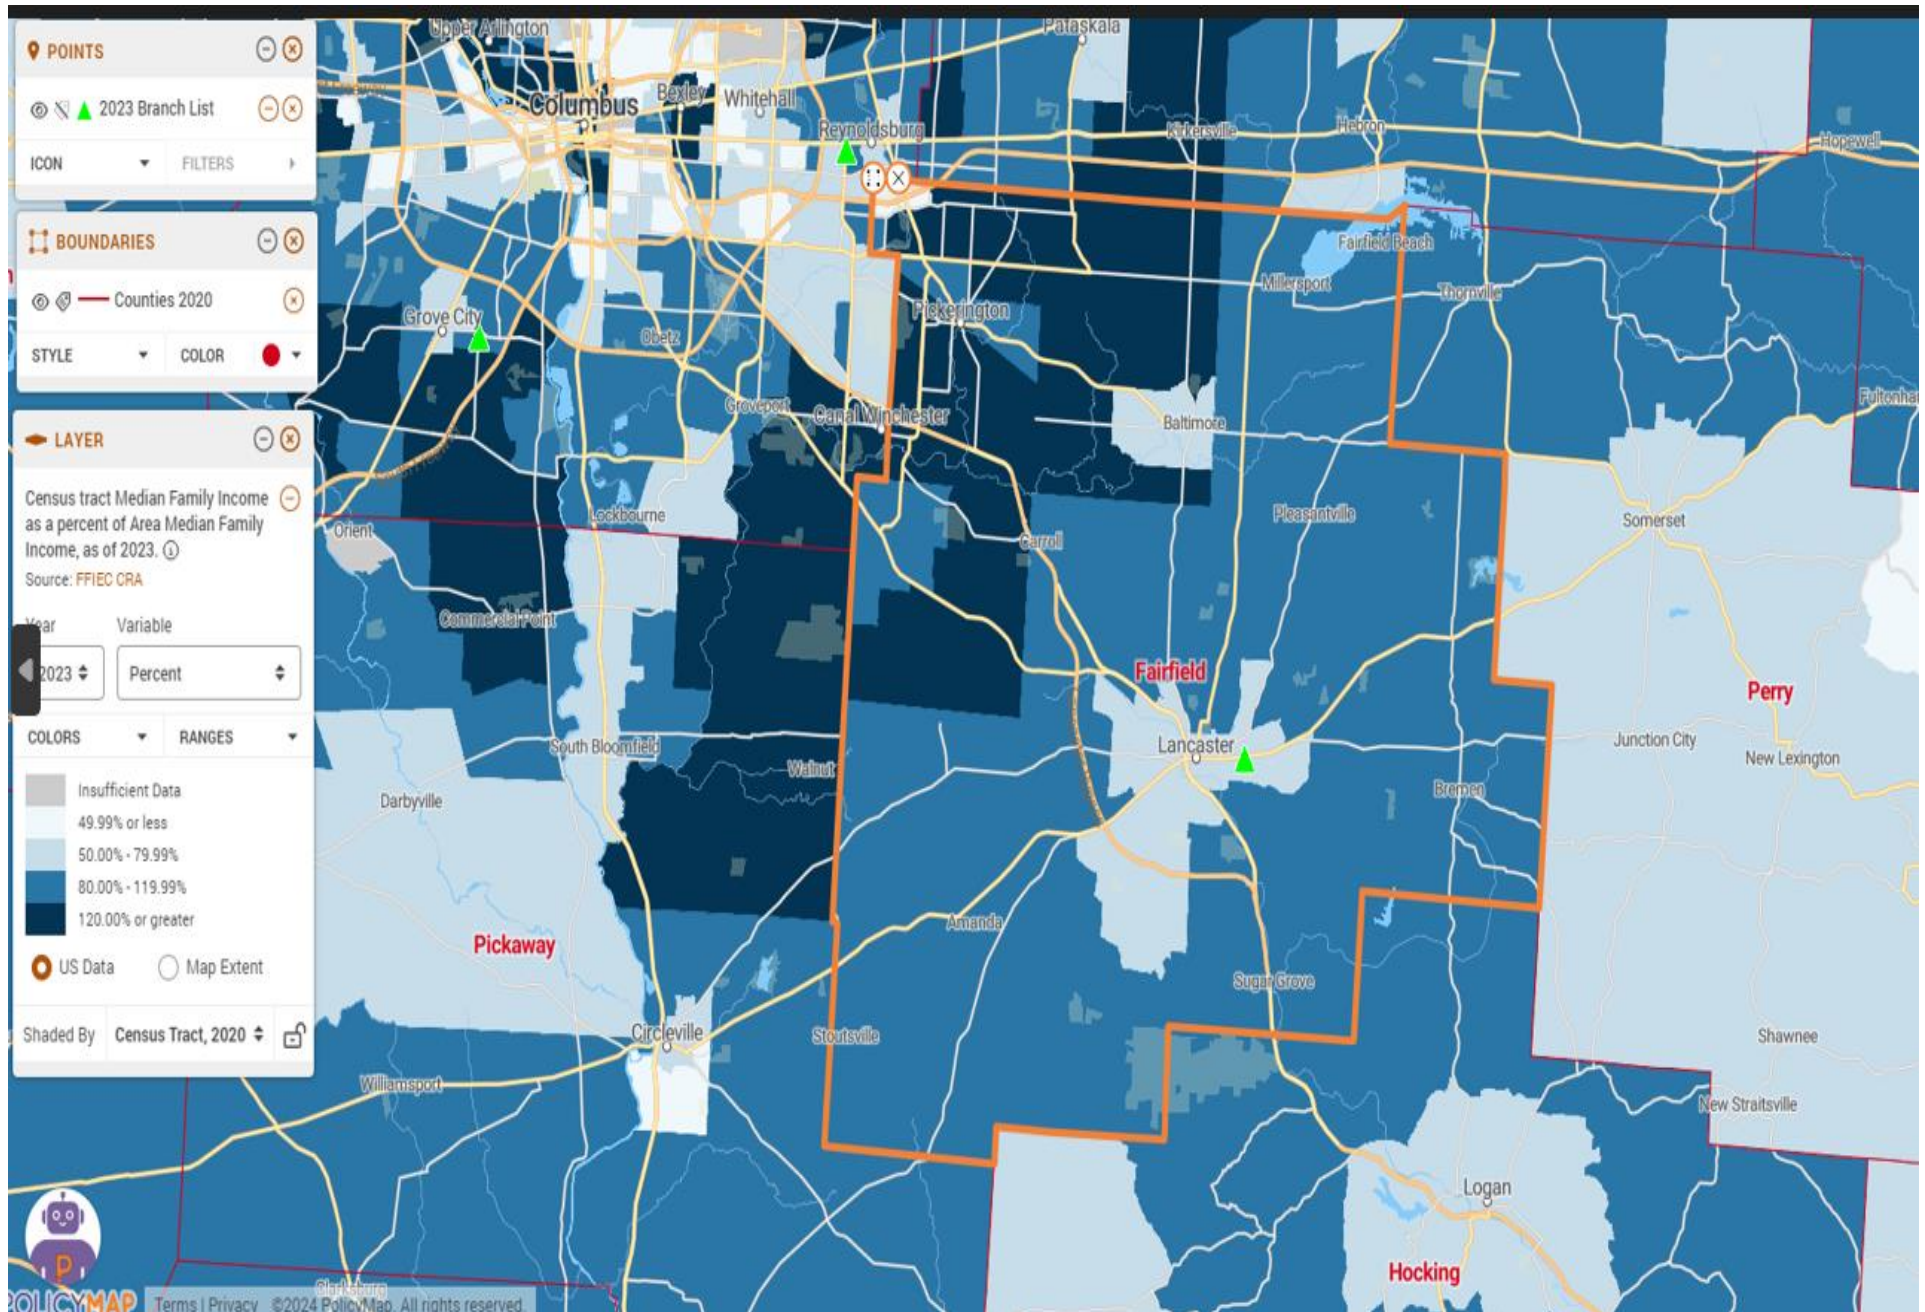 POINTS
2023 Branch List
ICON
FILTERS
BOUNDARIES
Counties 2020
STYLE
COLOR
LAYER
Census tract Median Family Income
as a percent of Area Median Family
Income, as of 2023.
Source: FFIEC CRA
Year
Variable
2023
Percent
COLORS
RANGES
Insufficient Data
49.99% or less
50.00% - 79.99%
80.00% - 119.99%
120.00% or greater
US Data
Map Extent
Shaded By
Census Tract, 2020
Upper Arlington
Pataskala
Columbus
Bexley
Whitehall
Reynoldsburg
Kirkersville
Hebron
Hopewell
Fairfield Beach
Millersport
Thornville
Grove City
Obetz
Pickerington
Groveport
Canal Winchester
Baltimore
Lockbourne
Orient
Carroll
Pleasantville
Somerset
Commercial Point
Fairfield
Perry
South Bloomfield
Walnut
Lancaster
Junction City
New Lexington
Darbyville
Bremen
Pickaway
Amanda
Sugar Grove
Circleville
Stoutsville
Shawnee
Williamsport
New Straitsville
Logan
Hocking
Clarksburg
P
POLICYMAP
Terms | Privacy ©2024 PolicyMap. All rights reserved.